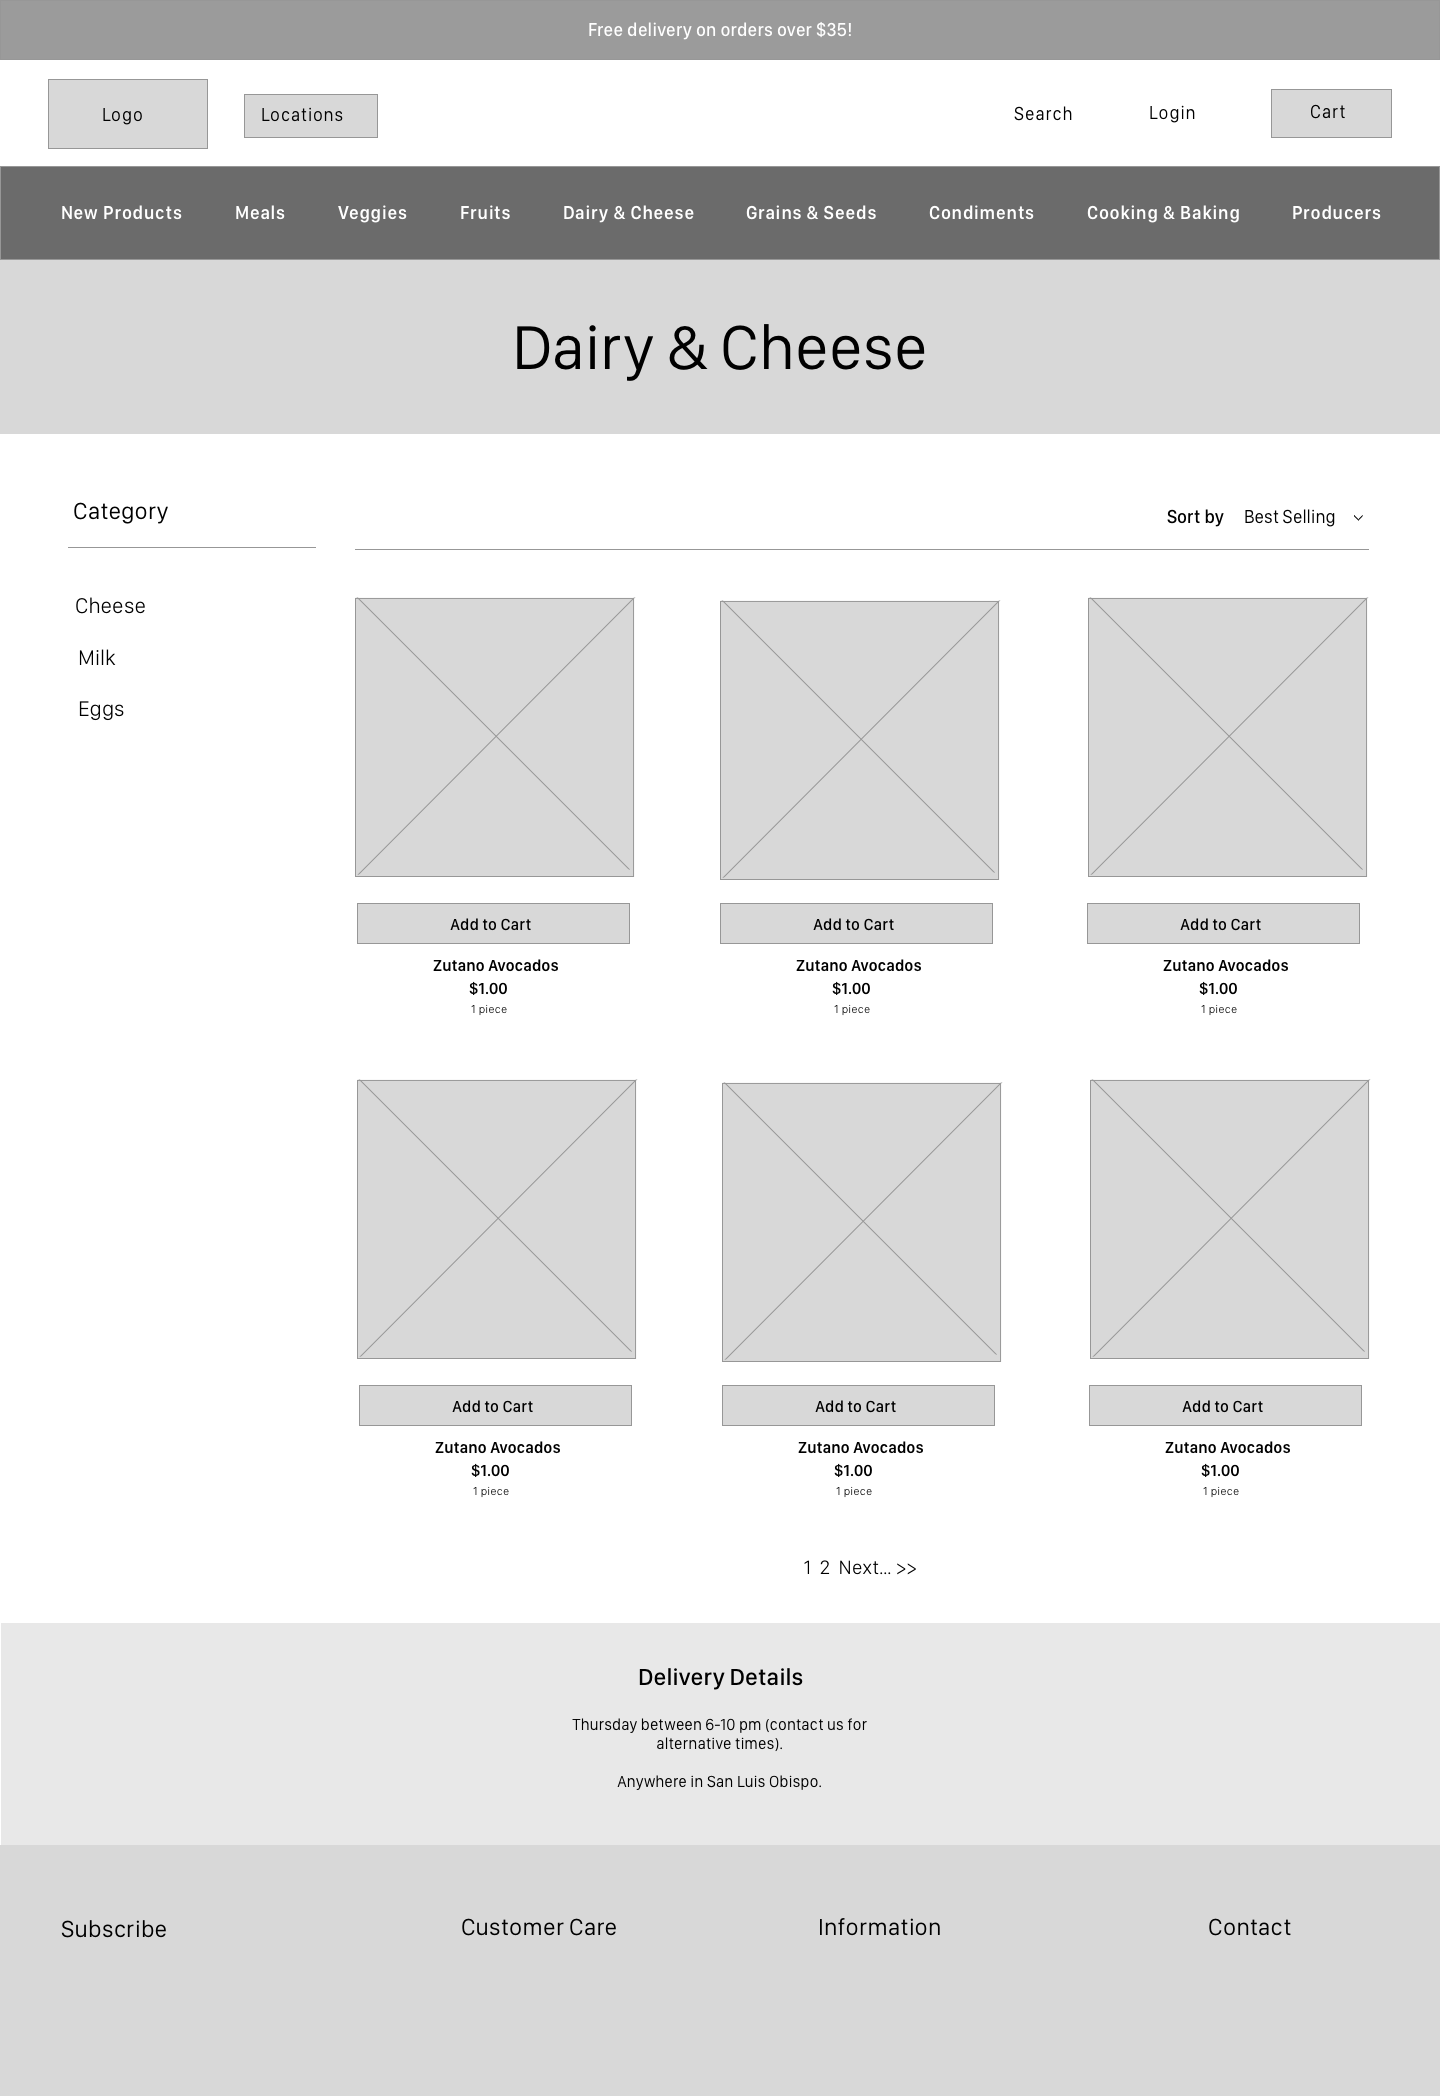 Free delivery on orders over $35!
Logo
Locations
Search
Login
Cart
New Products
Meals
Veggies
Fruits
Dairy & Cheese
Grains & Seeds
Condiments
Cooking & Baking
Producers
Dairy & Cheese
Category
Sort by Best Selling
Cheese
Milk
Eggs
Add to Cart
Zutano Avocados
$1.00
1 piece
Add to Cart
Zutano Avocados
$1.00
1 piece
Add to Cart
Zutano Avocados
$1.00
1 piece
Add to Cart
Zutano Avocados
$1.00
1 piece
Add to Cart
Zutano Avocados
$1.00
1 piece
Add to Cart
Zutano Avocados
$1.00
1 piece
1 2 Next... >>
Delivery Details
Thursday between 6-10 pm (contact us for
alternative times).
Anywhere in San Luis Obispo.
Subscribe
Customer Care
Information
Contact